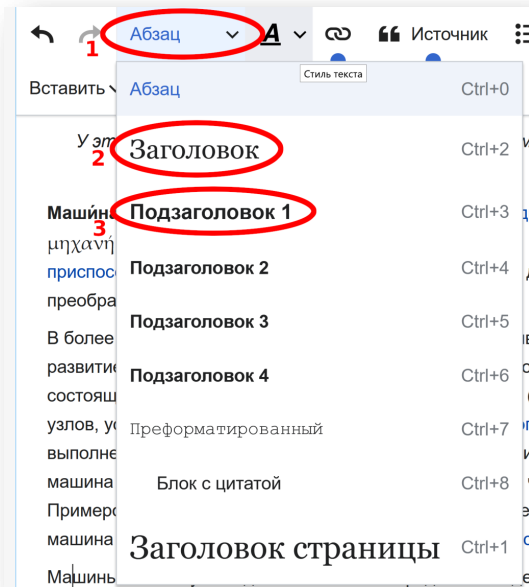 1 Абзац А Источник
Стиль текста
Вставить Абзац Ctrl+0
У эт
2 Заголовок Ctrl+2
Маши́на Подзаголовок 1 Ctrl+3
3
μηχανή
приспосо Подзаголовок 2 Ctrl+4
преобра
В более Подзаголовок 3 Ctrl+5
развитие
состоящ Подзаголовок 4 Ctrl+6
узлов, ус Преформатированный Ctrl+7
выполне
машина Блок с цитатой Ctrl+8
Примеро
машина Заголовок страницы Ctrl+1
Машины